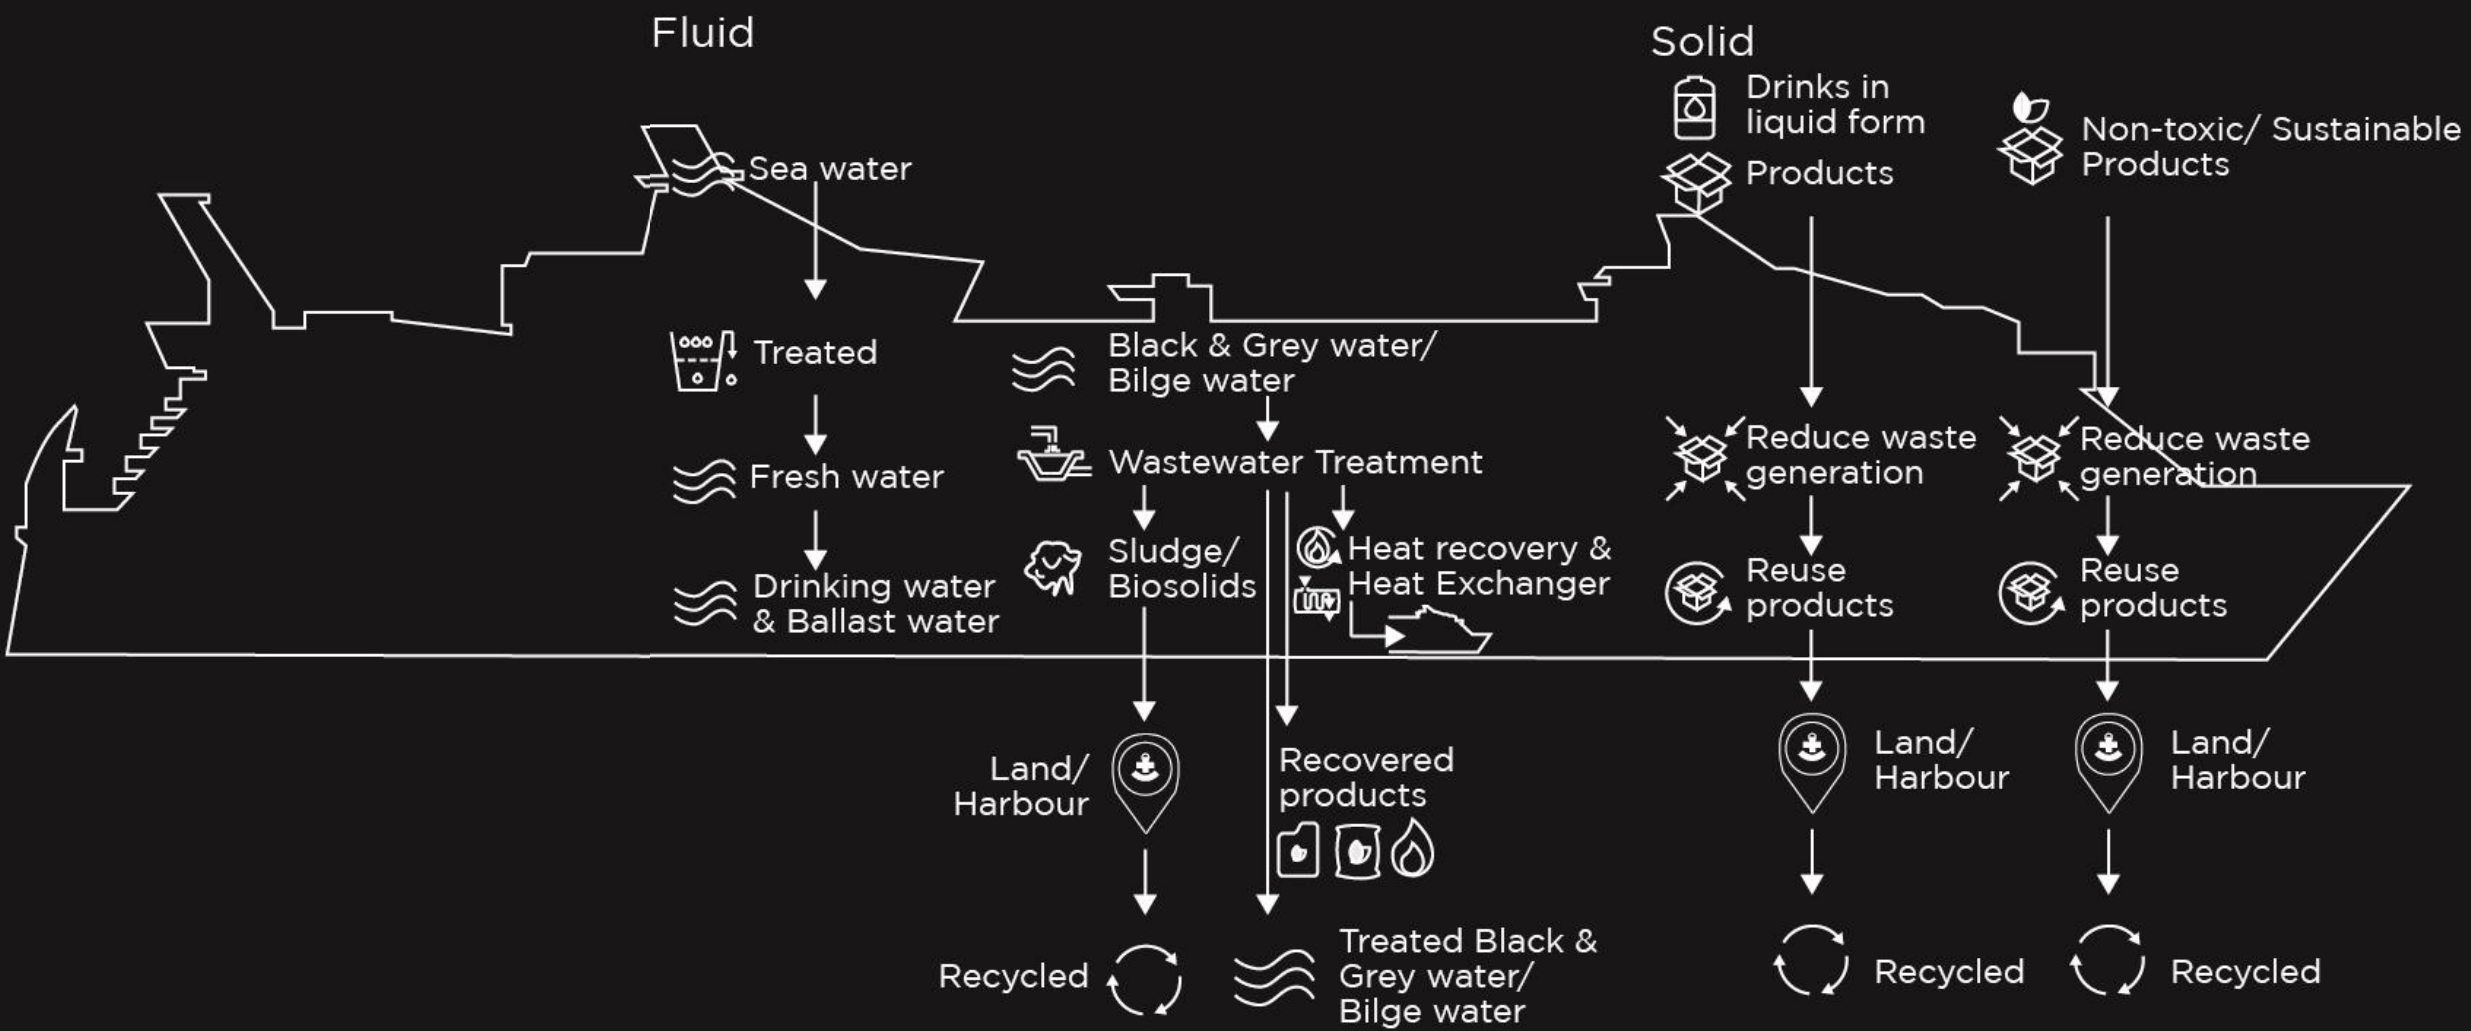 Fluid
Sea water
Treated
Fresh water
Drinking water
& Ballast water
Black & Grey water/
Bilge water
Wastewater Treatment
Sludge/
Biosolids
Heat recovery &
Heat Exchanger
Land/
Harbour
Recycled
Recovered
products
Treated Black &
Grey water/
Bilge water
Solid
Drinks in
liquid form
Products
Reduce waste
generation
Reuse
products
Land/
Harbour
Recycled
Non-toxic/ Sustainable
Products
Reduce waste
generation
Reuse
products
Land/
Harbour
Recycled